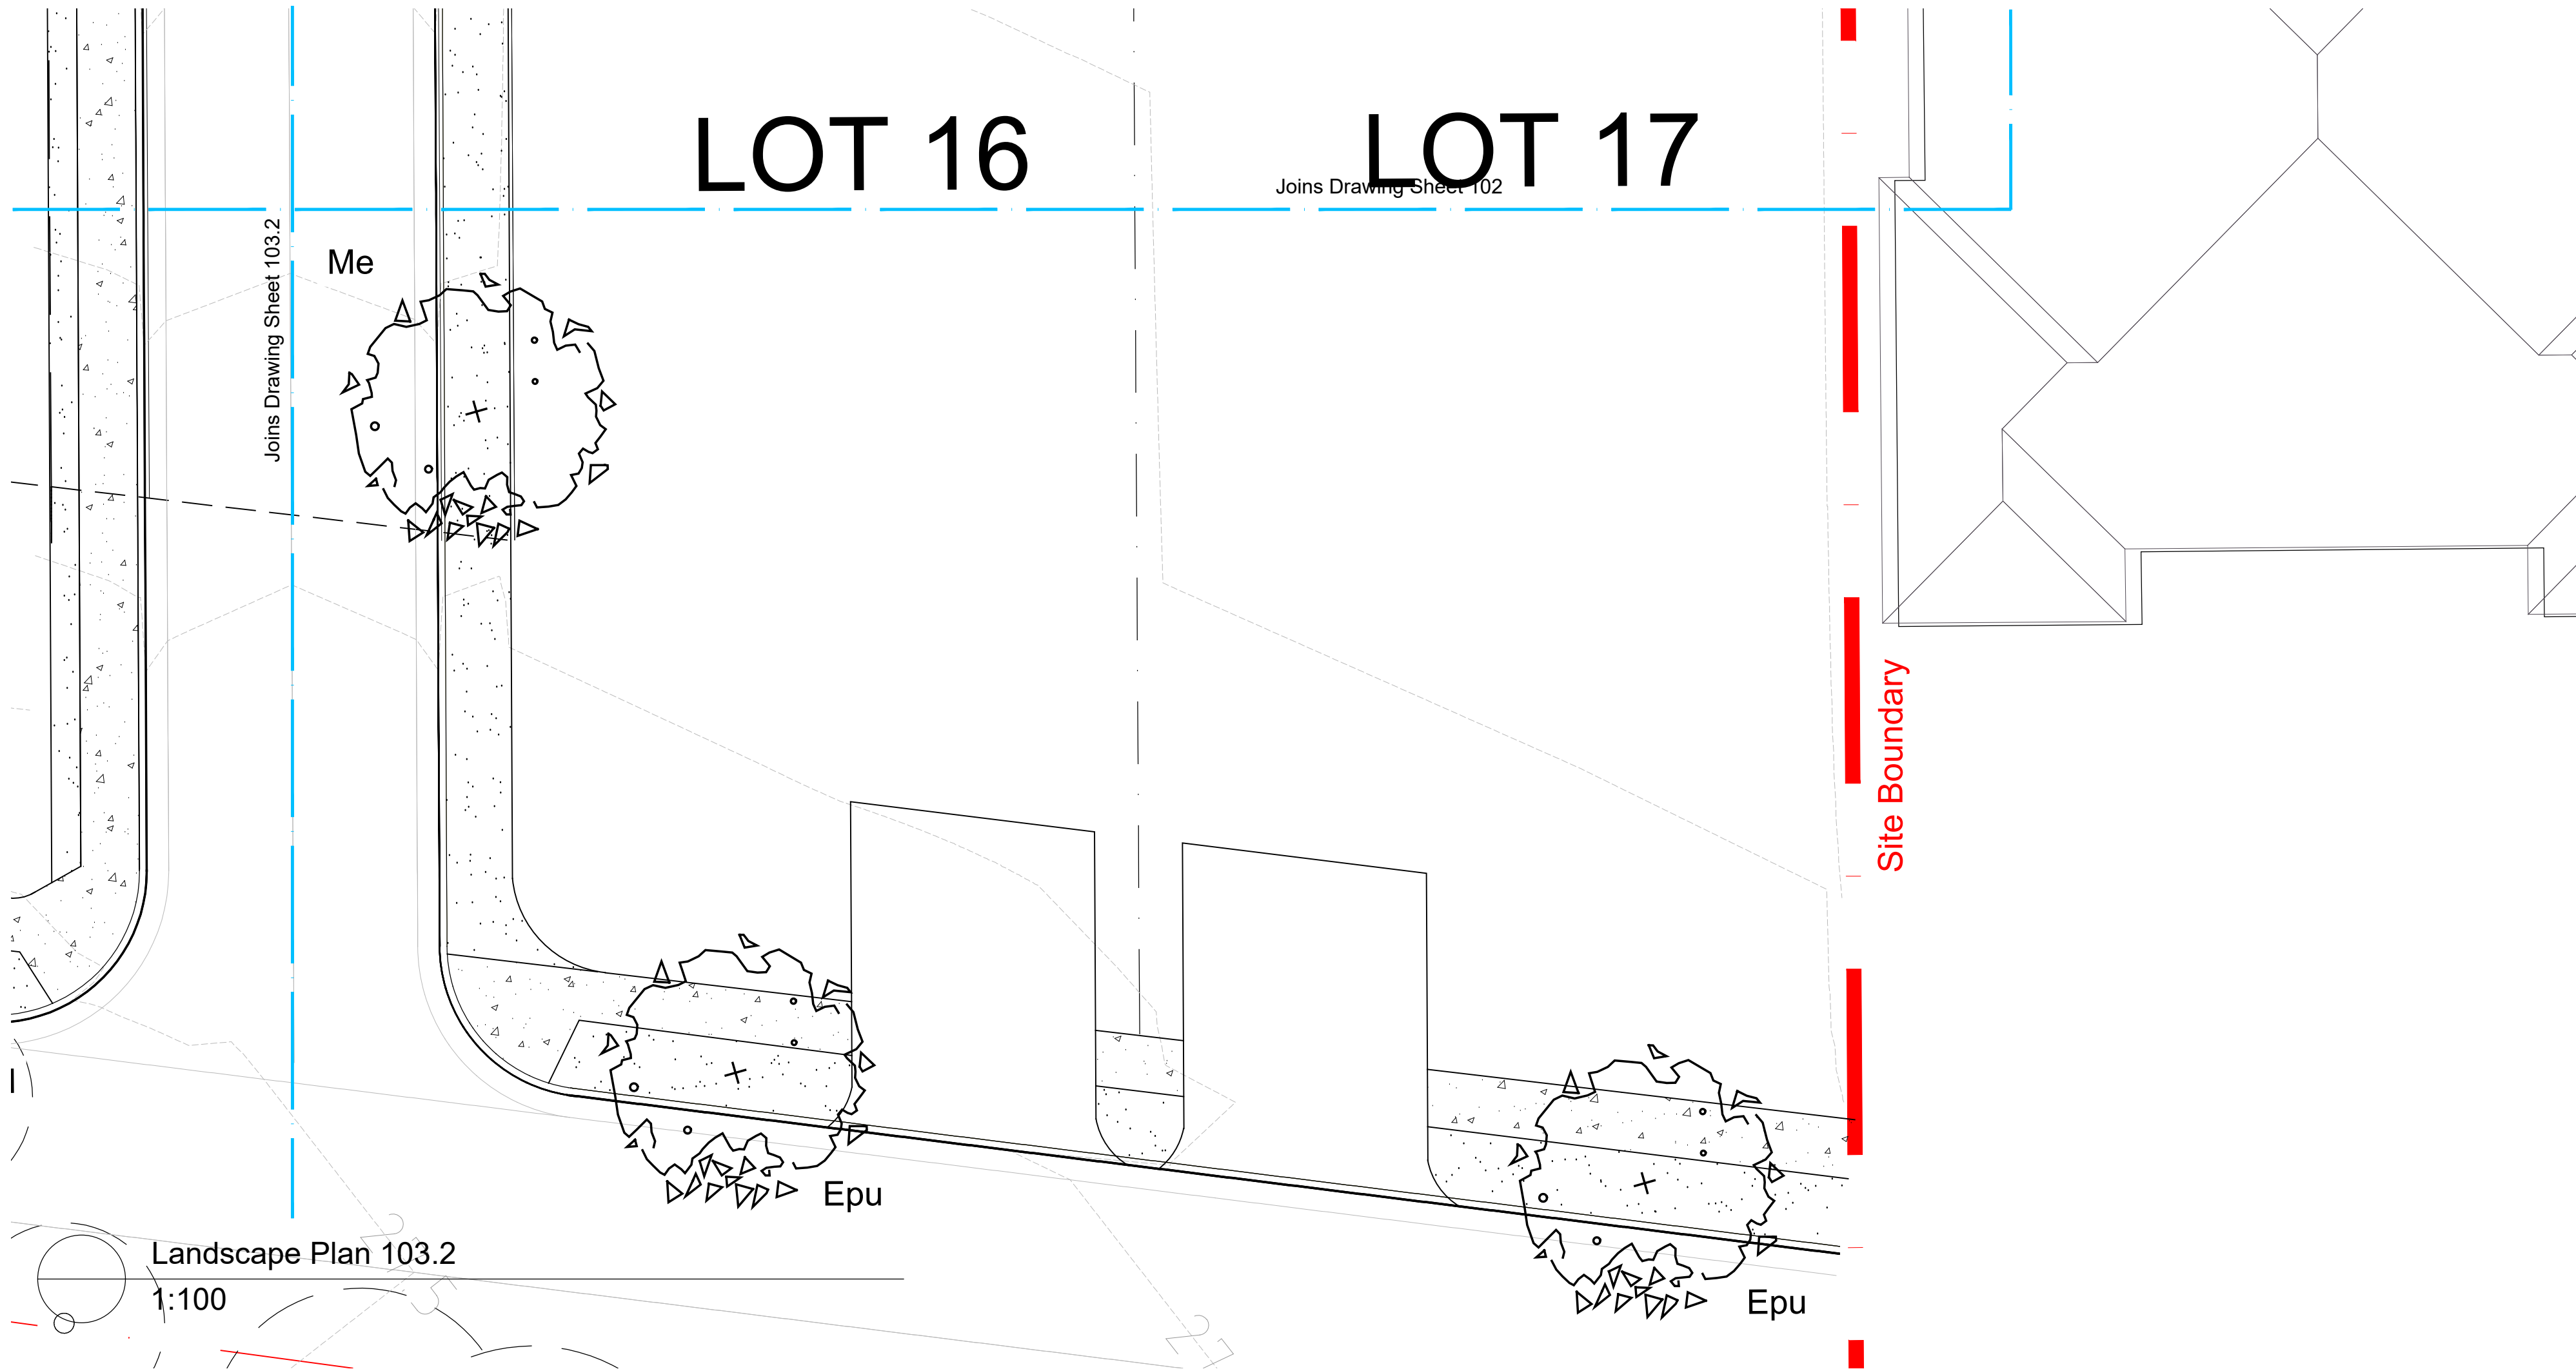 LOT 16
LOT 17
Joins Drawing Sheet 102
Joins Drawing Sheet 103.2
Me
Site Boundary
Epu
Epu
Landscape Plan 103.2
1:100